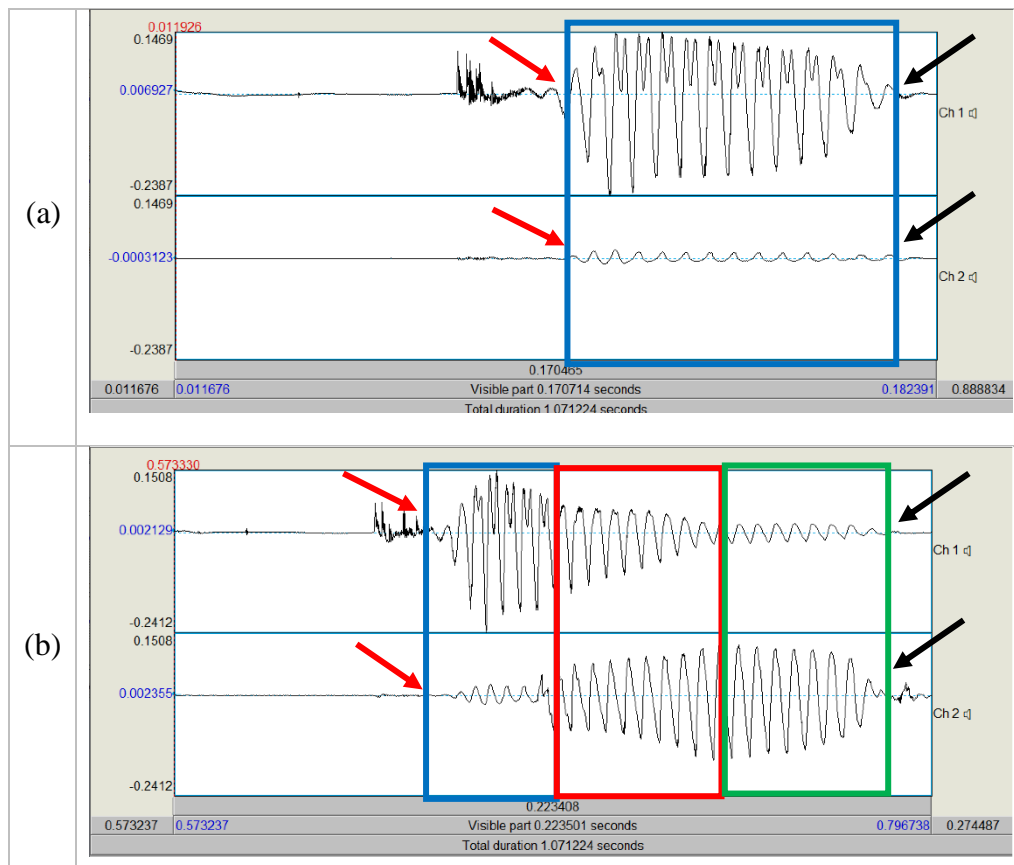 (a)
0.011926
0.1469
0.006927
-0.2387
Ch 1
0.1469
-0.0003123
-0.2387
Ch 2
0.170465
0.011676 0.011676 Visible part 0.170714 seconds 0.182391 0.888834
Total duration 1.071224 seconds
(b)
0.573330
0.1508
0.002129
-0.2412
Ch 1
0.1508
0.002355
-0.2412
Ch 2
0.223408
0.573237 0.573237 Visible part 0.223501 seconds 0.796738 0.274487
Total duration 1.071224 seconds